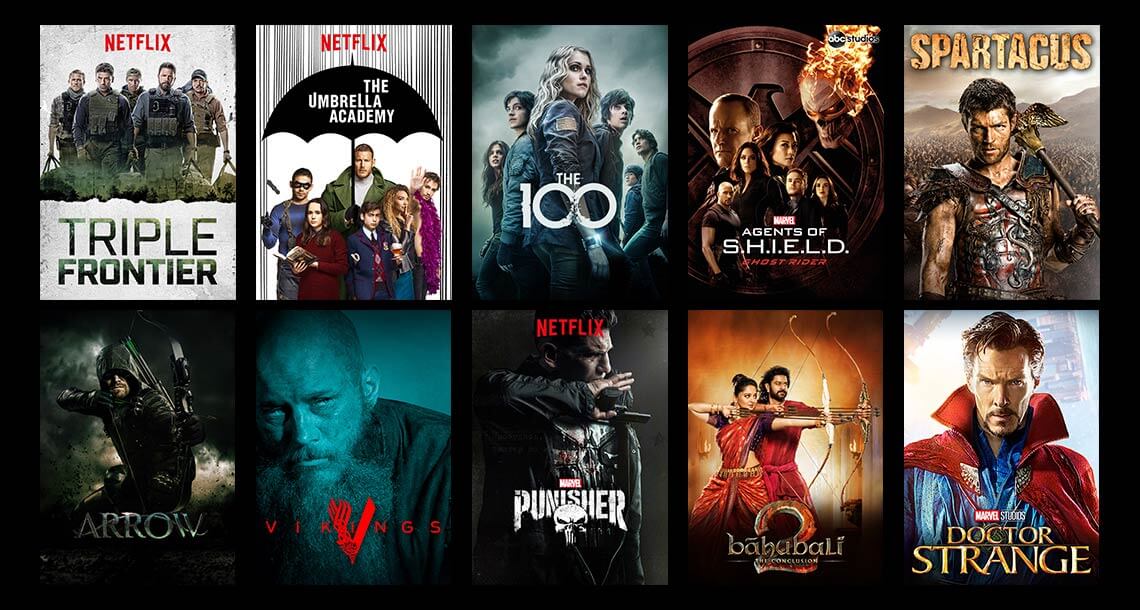 NETFLIX
TRIPLE
FRONTIER
NETFLIX
THE
UMBRELLA
ACADEMY
THE
100
abc studios
MARVEL
AGENTS OF
S.H.I.E.L.D.
GHOST RIDER
SPARTACUS
ARROW
VIKINGS
NETFLIX
MARVEL
PUNISHER
2
bāhubali
THE CONCLUSION
MARVEL STUDIOS
DOCTOR
STRANGE